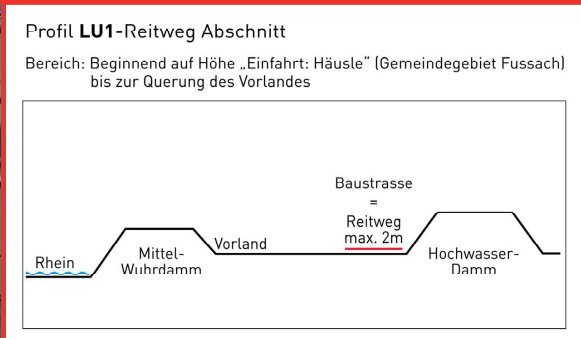 Profil LU1-Reitweg Abschnitt
Bereich: Beginnend auf Höhe „Einfahrt: Häusle“ (Gemeindegebiet Fussach)
bis zur Querung des Vorlandes
Baustrasse
=
Reitweg
max. 2m
Rhein
Mittel-
Wuhrdamm
Vorland
Hochwasser-
Damm